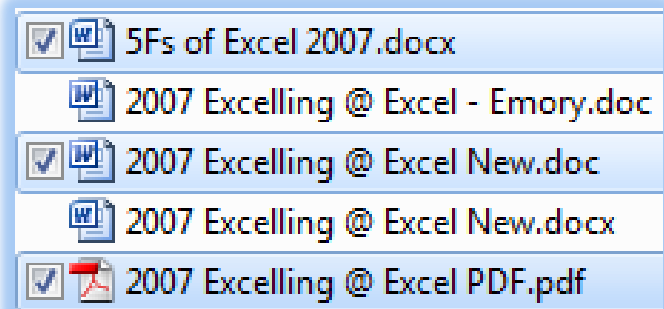 5Fs of Excel 2007.docx
2007 Excelling @ Excel - Emory.doc
2007 Excelling @ Excel New.doc
2007 Excelling @ Excel New.docx
2007 Excelling @ Excel PDF.pdf